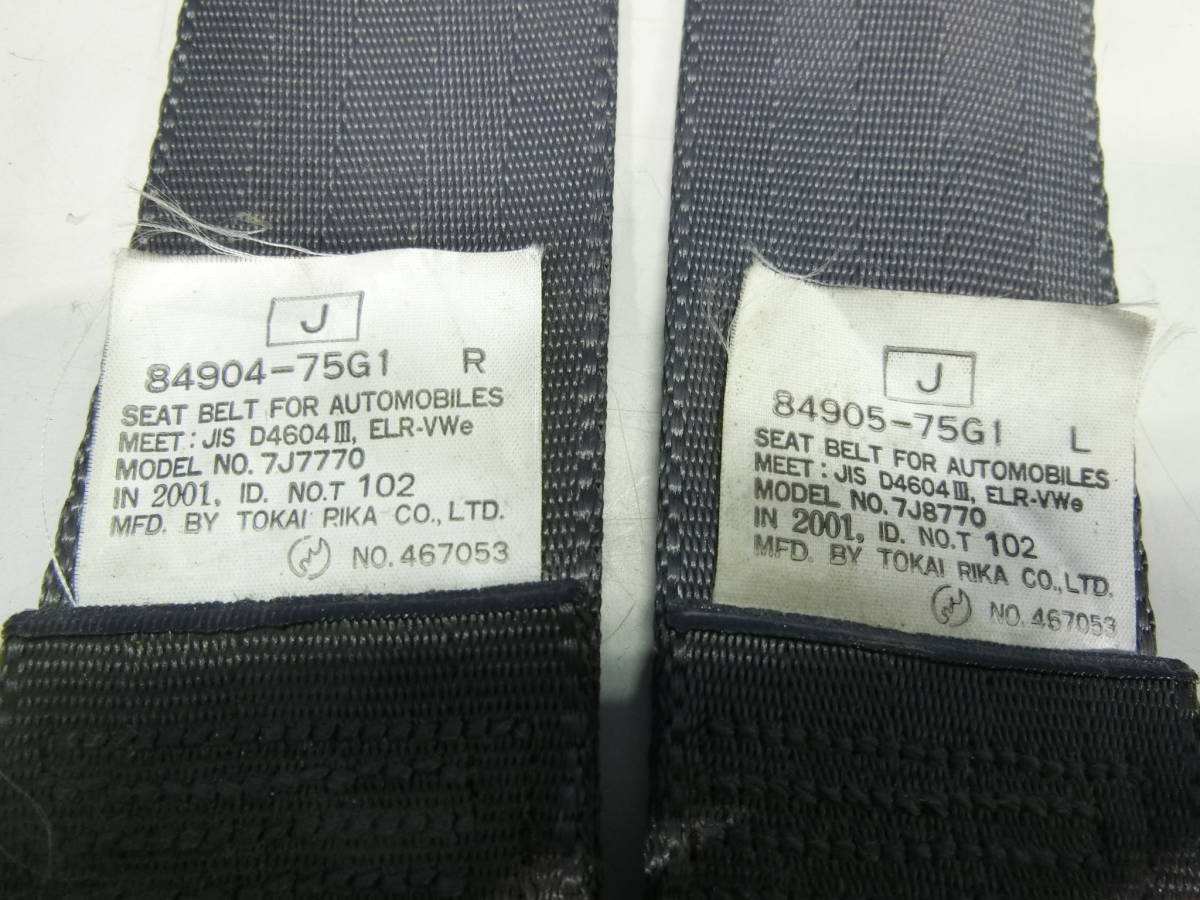 J
84904-75G1 R
SEAT BELT FOR AUTOMOBILES
MEET: JIS D4604Ⅲ, ELR-VWe
MODEL NO. 7J7770
IN 2001, ID. NO.T 102
MFD. BY TOKAI RIKA CO., LTD.
NO. 467053
J
84905-75G1 L
SEAT BELT FOR AUTOMOBILES
MEET: JIS D4604Ⅲ, ELR-VWe
MODEL NO. 7J8770
IN 2001, ID. NO.T 102
MFD. BY TOKAI RIKA CO., LTD.
NO. 467053